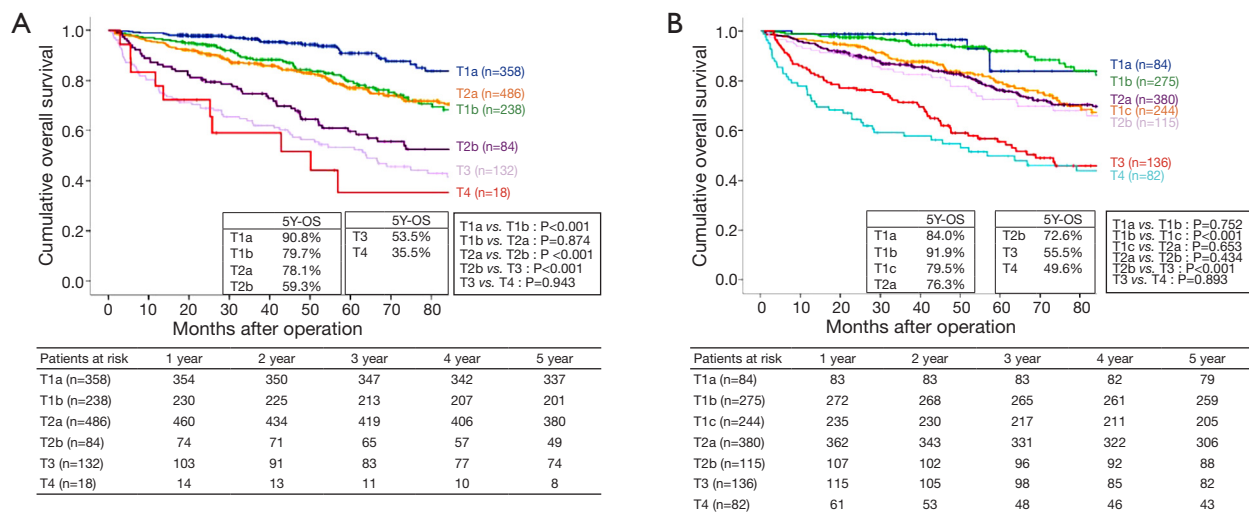 A
Cumulative overall survival
1.0
0.8
0.6
0.4
0.2
0.0
T1a (n=358)
T2a (n=486)
T1b (n=238)
T2b (n=84)
T3 (n=132)
T4 (n=18)
5Y-OS
T1a 90.8%
T1b 79.7%
T2a 78.1%
T2b 59.3%
5Y-OS
T3 53.5%
T4 35.5%
T1a vs. T1b : P<0.001
T1b vs. T2a : P=0.874
T2a vs. T2b : P <0.001
T2b vs. T3 : P<0.001
T3 vs. T4 : P=0.943
0 10 20 30 40 50 60 70 80
Months after operation
Patients at risk 1 year 2 year 3 year 4 year 5 year
T1a (n=358) 354 350 347 342 337
T1b (n=238) 230 225 213 207 201
T2a (n=486) 460 434 419 406 380
T2b (n=84) 74 71 65 57 49
T3 (n=132) 103 91 83 77 74
T4 (n=18) 14 13 11 10 8
B
Cumulative overall survival
1.0
0.8
0.6
0.4
0.2
0.0
T1a (n=84)
T1b (n=275)
T2a (n=380)
T1c (n=244)
T2b (n=115)
T3 (n=136)
T4 (n=82)
5Y-OS
T1a 84.0%
T1b 91.9%
T1c 79.5%
T2a 76.3%
5Y-OS
T2b 72.6%
T3 55.5%
T4 49.6%
T1a vs. T1b : P=0.752
T1b vs. T1c : P<0.001
T1c vs. T2a : P=0.653
T2a vs. T2b : P=0.434
T2b vs. T3 : P<0.001
T3 vs. T4 : P=0.893
0 10 20 30 40 50 60 70 80
Months after operation
Patients at risk 1 year 2 year 3 year 4 year 5 year
T1a (n=84) 83 83 83 82 79
T1b (n=275) 272 268 265 261 259
T1c (n=244) 235 230 217 211 205
T2a (n=380) 362 343 331 322 306
T2b (n=115) 107 102 96 92 88
T3 (n=136) 115 105 98 85 82
T4 (n=82) 61 53 48 46 43